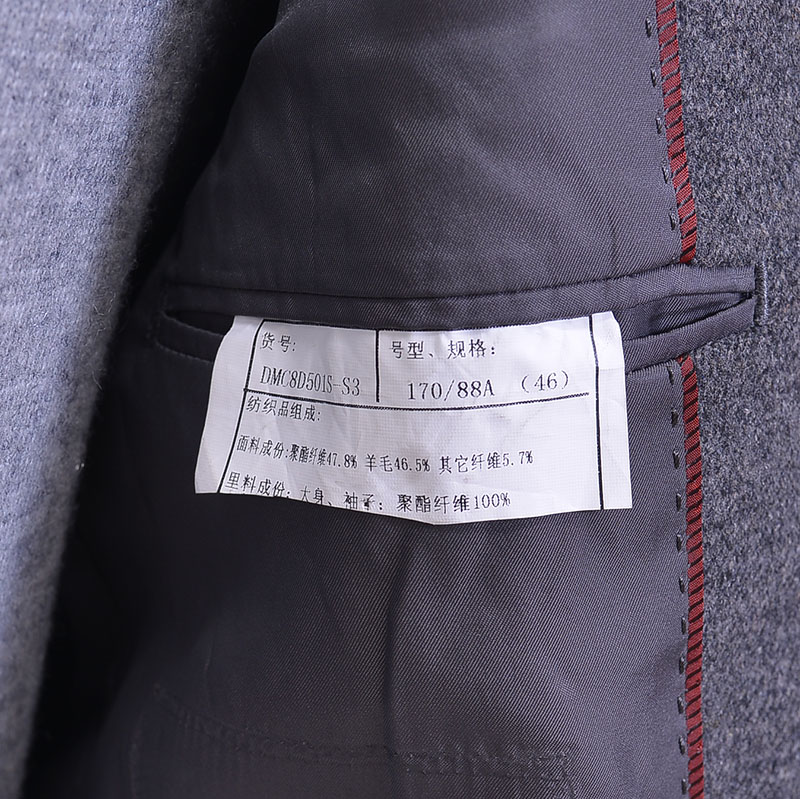 货号:
DMC8D501S-S3
号型、规格:
170/88A （46）
纺织品组成:
面料成份:聚酯纤维47.8% 羊毛46.5% 其它纤维5.7%
里料成份: 大身、袖子: 聚酯纤维100%